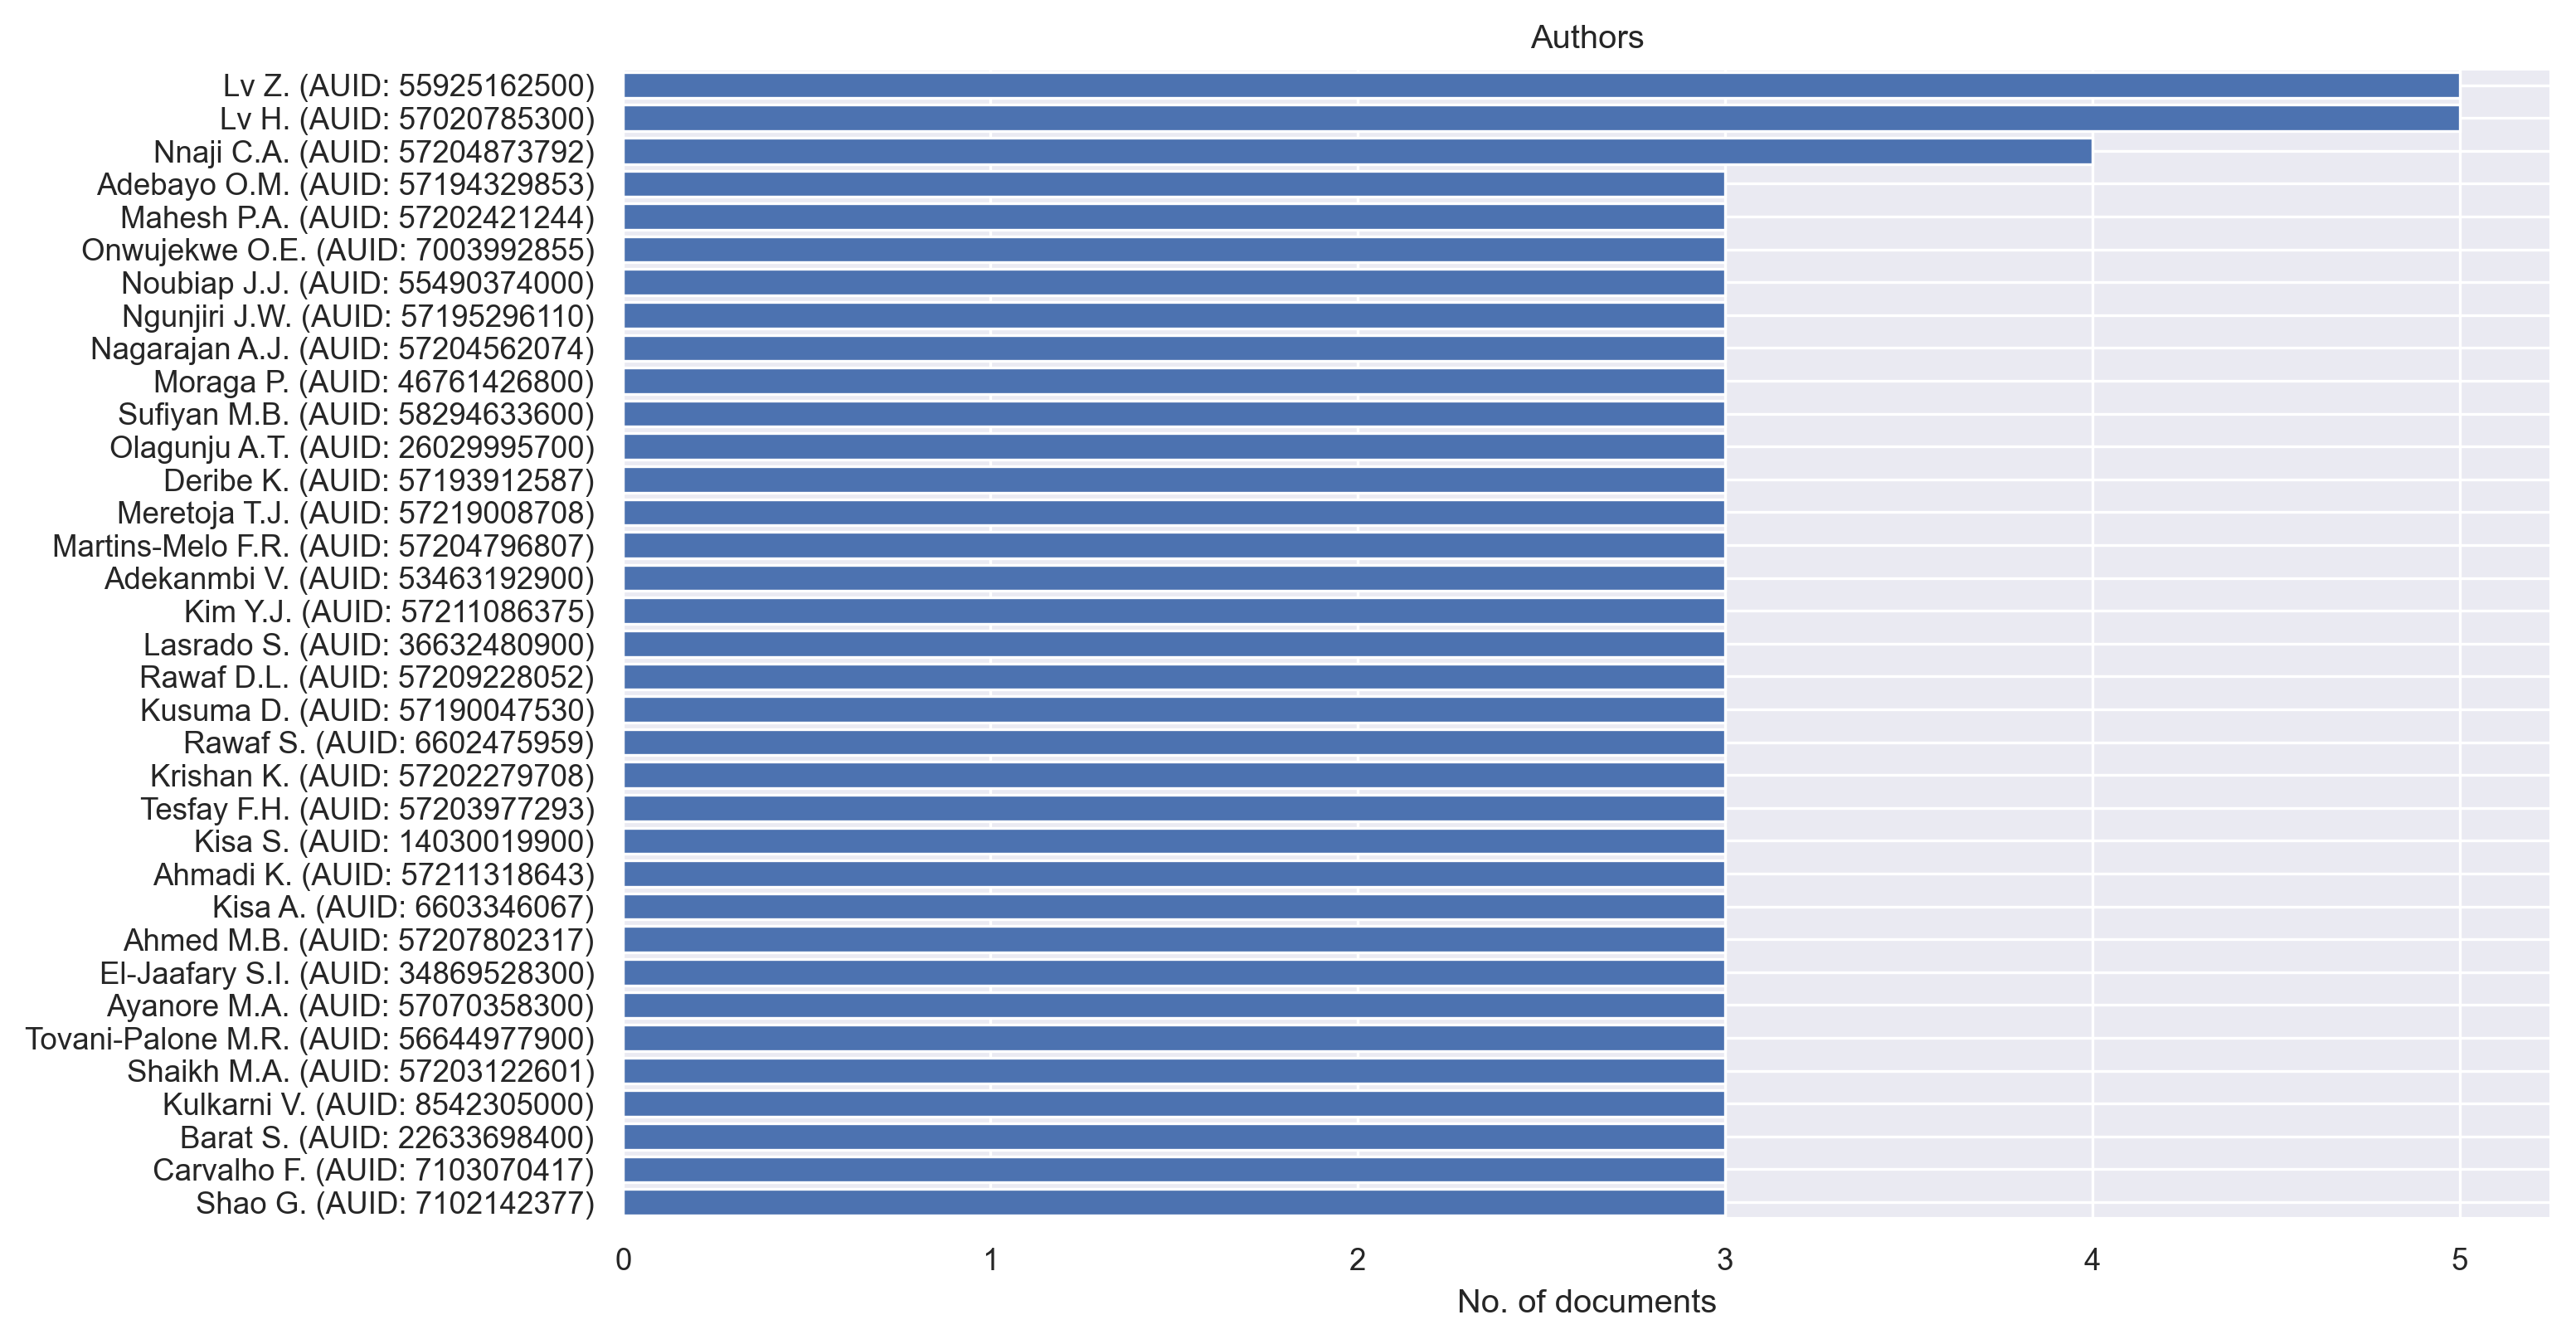 Authors
Lv Z. (AUID: 55925162500)
Lv H. (AUID: 57020785300)
Nnaji C.A. (AUID: 57204873792)
Adebayo O.M. (AUID: 57194329853)
Mahesh P.A. (AUID: 57202421244)
Onwujekwe O.E. (AUID: 7003992855)
Noubiap J.J. (AUID: 55490374000)
Ngunjiri J.W. (AUID: 57195296110)
Nagarajan A.J. (AUID: 57204562074)
Moraga P. (AUID: 46761426800)
Sufiyan M.B. (AUID: 58294633600)
Olagunju A.T. (AUID: 26029995700)
Deribe K. (AUID: 57193912587)
Meretoja T.J. (AUID: 57219008708)
Martins-Melo F.R. (AUID: 57204796807)
Adekanmbi V. (AUID: 53463192900)
Kim Y.J. (AUID: 57211086375)
Lasrado S. (AUID: 36632480900)
Rawaf D.L. (AUID: 57209228052)
Kusuma D. (AUID: 57190047530)
Rawaf S. (AUID: 6602475959)
Krishan K. (AUID: 57202279708)
Tesfay F.H. (AUID: 57203977293)
Kisa S. (AUID: 14030019900)
Ahmadi K. (AUID: 57211318643)
Kisa A. (AUID: 6603346067)
Ahmed M.B. (AUID: 57207802317)
El-Jaafary S.I. (AUID: 34869528300)
Ayanore M.A. (AUID: 57070358300)
Tovani-Palone M.R. (AUID: 56644977900)
Shaikh M.A. (AUID: 57203122601)
Kulkarni V. (AUID: 8542305000)
Barat S. (AUID: 22633698400)
Carvalho F. (AUID: 7103070417)
Shao G. (AUID: 7102142377)
0 1 2 3 4 5
No. of documents